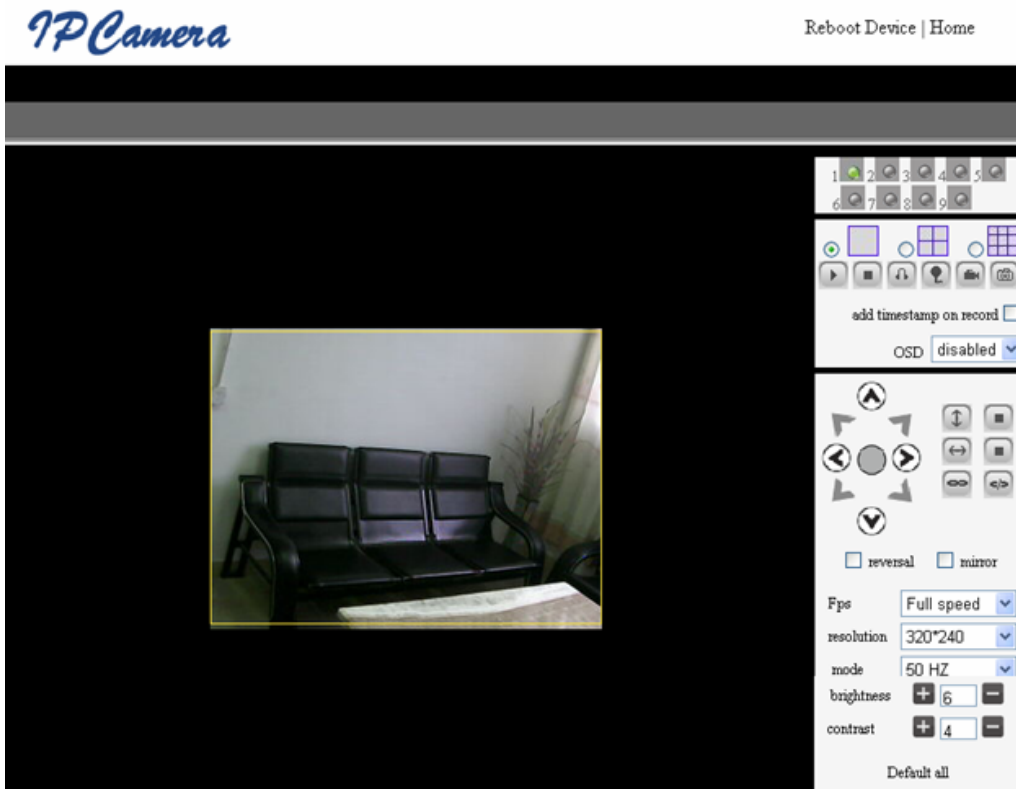 IPCamera
Reboot Device | Home
1 2 3 4 5
6 7 8 9
add timestamp on record
OSD disabled
reversal mirror
Fps Full speed
resolution 320*240
mode 50 HZ
brightness 6
contrast 4
Default all